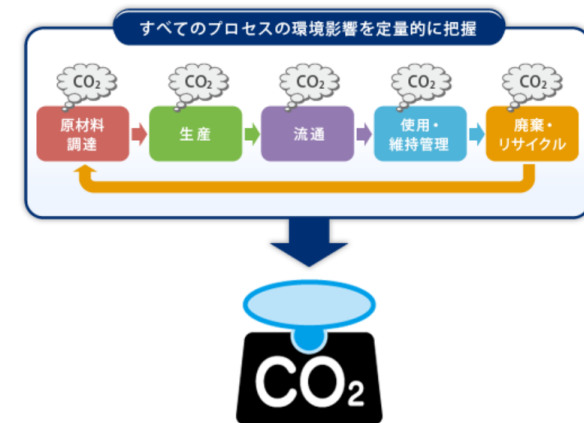 すべてのプロセスの環境影響を定量的に把握
CO₂
CO₂
CO₂
CO₂
CO₂
原材料
調達
生産
流通
使用・
維持管理
廃棄・
リサイクル
CO₂